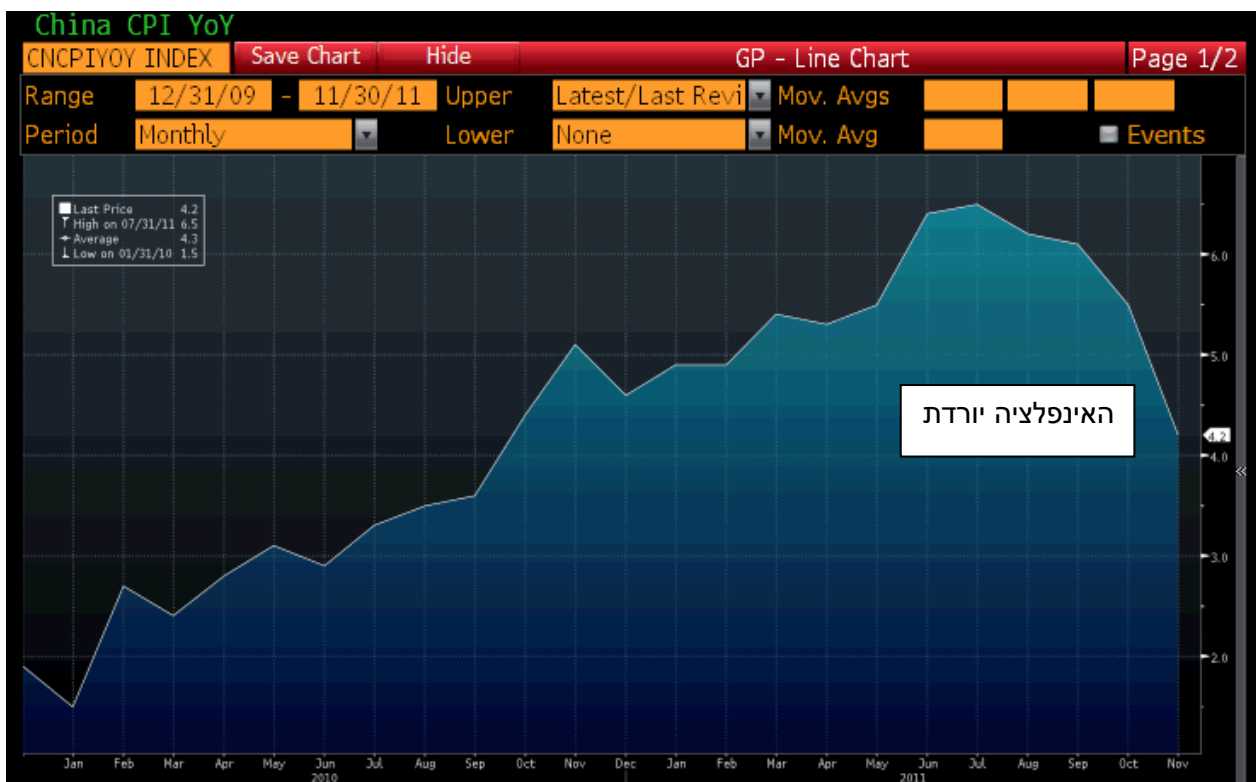 China CPI YoY
CNCPIYOY INDEX Save Chart Hide GP - Line Chart Page 1/2
Range 12/31/09 - 11/30/11 Upper Latest/Last Revi Mov. Avgs
Period Monthly Lower None Mov. Avg Events
Last Price 4.2
High on 07/31/11 6.5
Average 4.3
Low on 01/31/10 1.5
6.0
5.0
האינפלציה יורדת
4.2
4.0
«
3.0
2.0
Jan Feb Mar Apr May Jun Jul Aug Sep Oct Nov Dec Jan Feb Mar Apr May Jun Jul Aug Sep Oct Nov
2010 2011